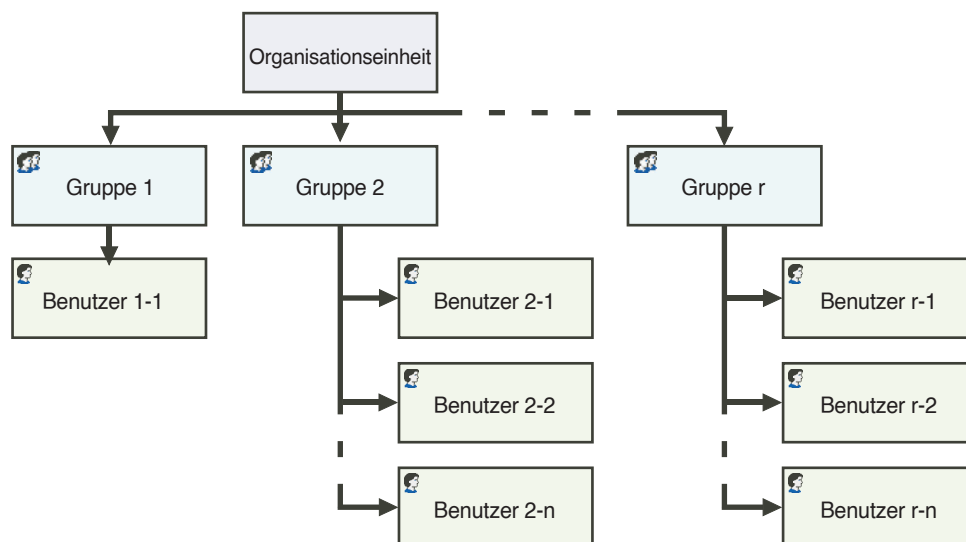 Organisationseinheit
Gruppe 1
Gruppe 2
Gruppe r
Benutzer 1-1
Benutzer 2-1
Benutzer r-1
Benutzer 2-2
Benutzer r-2
Benutzer 2-n
Benutzer r-n